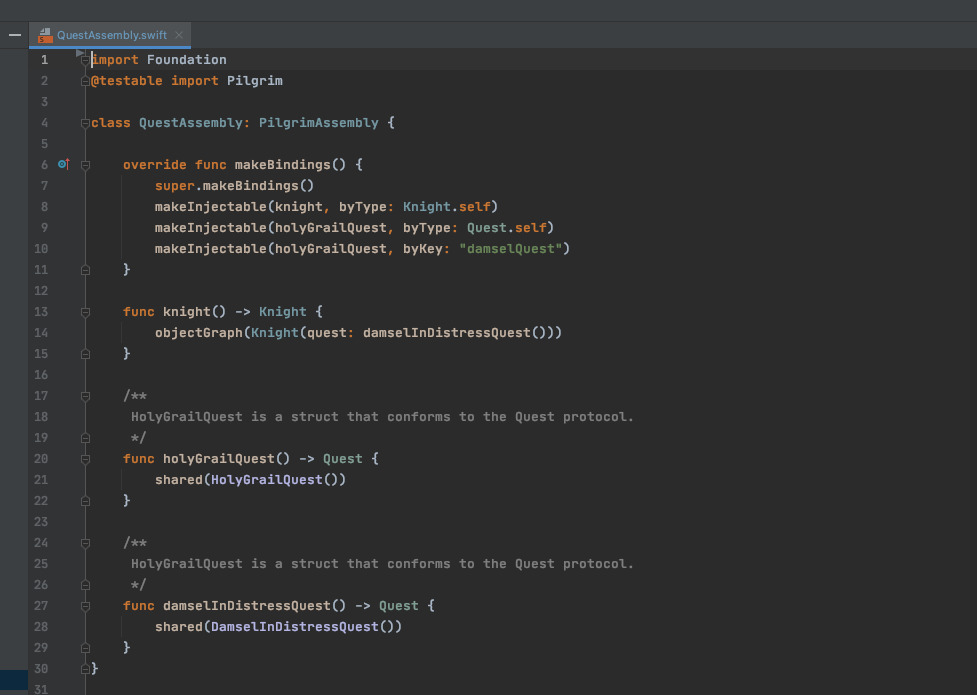 QuestAssembly.swift
1 import Foundation
2 @testable import Pilgrim
3
4 class QuestAssembly: PilgrimAssembly {
5
6 override func makeBindings() {
7 super.makeBindings()
8 makeInjectable(knight, byType: Knight.self)
9 makeInjectable(holyGrailQuest, byType: Quest.self)
10 makeInjectable(holyGrailQuest, byKey: "damselQuest")
11 }
12
13 func knight() -> Knight {
14 objectGraph(Knight(quest: damselInDistressQuest()))
15 }
16
17 /**
18 HolyGrailQuest is a struct that conforms to the Quest protocol.
19 */
20 func holyGrailQuest() -> Quest {
21 shared(HolyGrailQuest())
22 }
23
24 /**
25 HolyGrailQuest is a struct that conforms to the Quest protocol.
26 */
27 func damselInDistressQuest() -> Quest {
28 shared(DamselInDistressQuest())
29 }
30 }
31